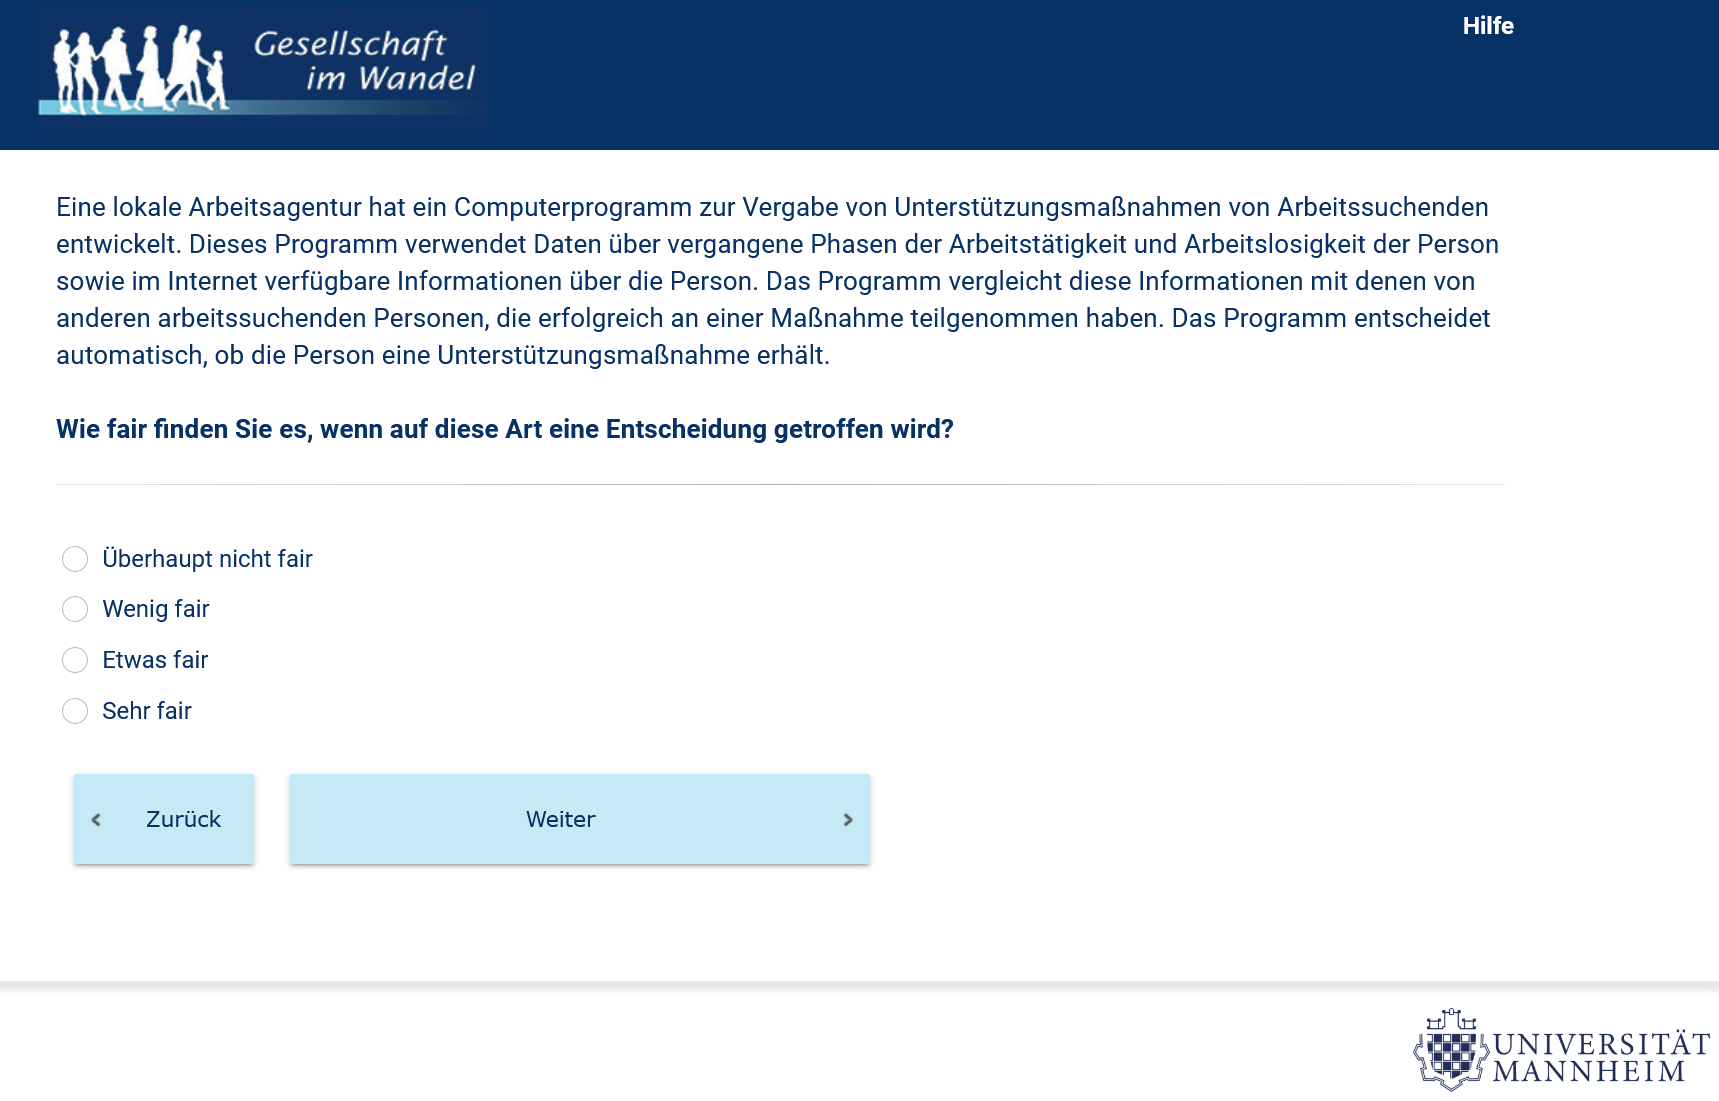 Gesellschaft
im Wandel
Hilfe
Eine lokale Arbeitsagentur hat ein Computerprogramm zur Vergabe von Unterstützungsmaßnahmen von Arbeitssuchenden
entwickelt. Dieses Programm verwendet Daten über vergangene Phasen der Arbeitstätigkeit und Arbeitslosigkeit der Person
sowie im Internet verfügbare Informationen über die Person. Das Programm vergleicht diese Informationen mit denen von
anderen arbeitssuchenden Personen, die erfolgreich an einer Maßnahme teilgenommen haben. Das Programm entscheidet
automatisch, ob die Person eine Unterstützungsmaßnahme erhält.
Wie fair finden Sie es, wenn auf diese Art eine Entscheidung getroffen wird?
Überhaupt nicht fair
Wenig fair
Etwas fair
Sehr fair
Zurück
Weiter
UNIVERSITÄT
MANNHEIM